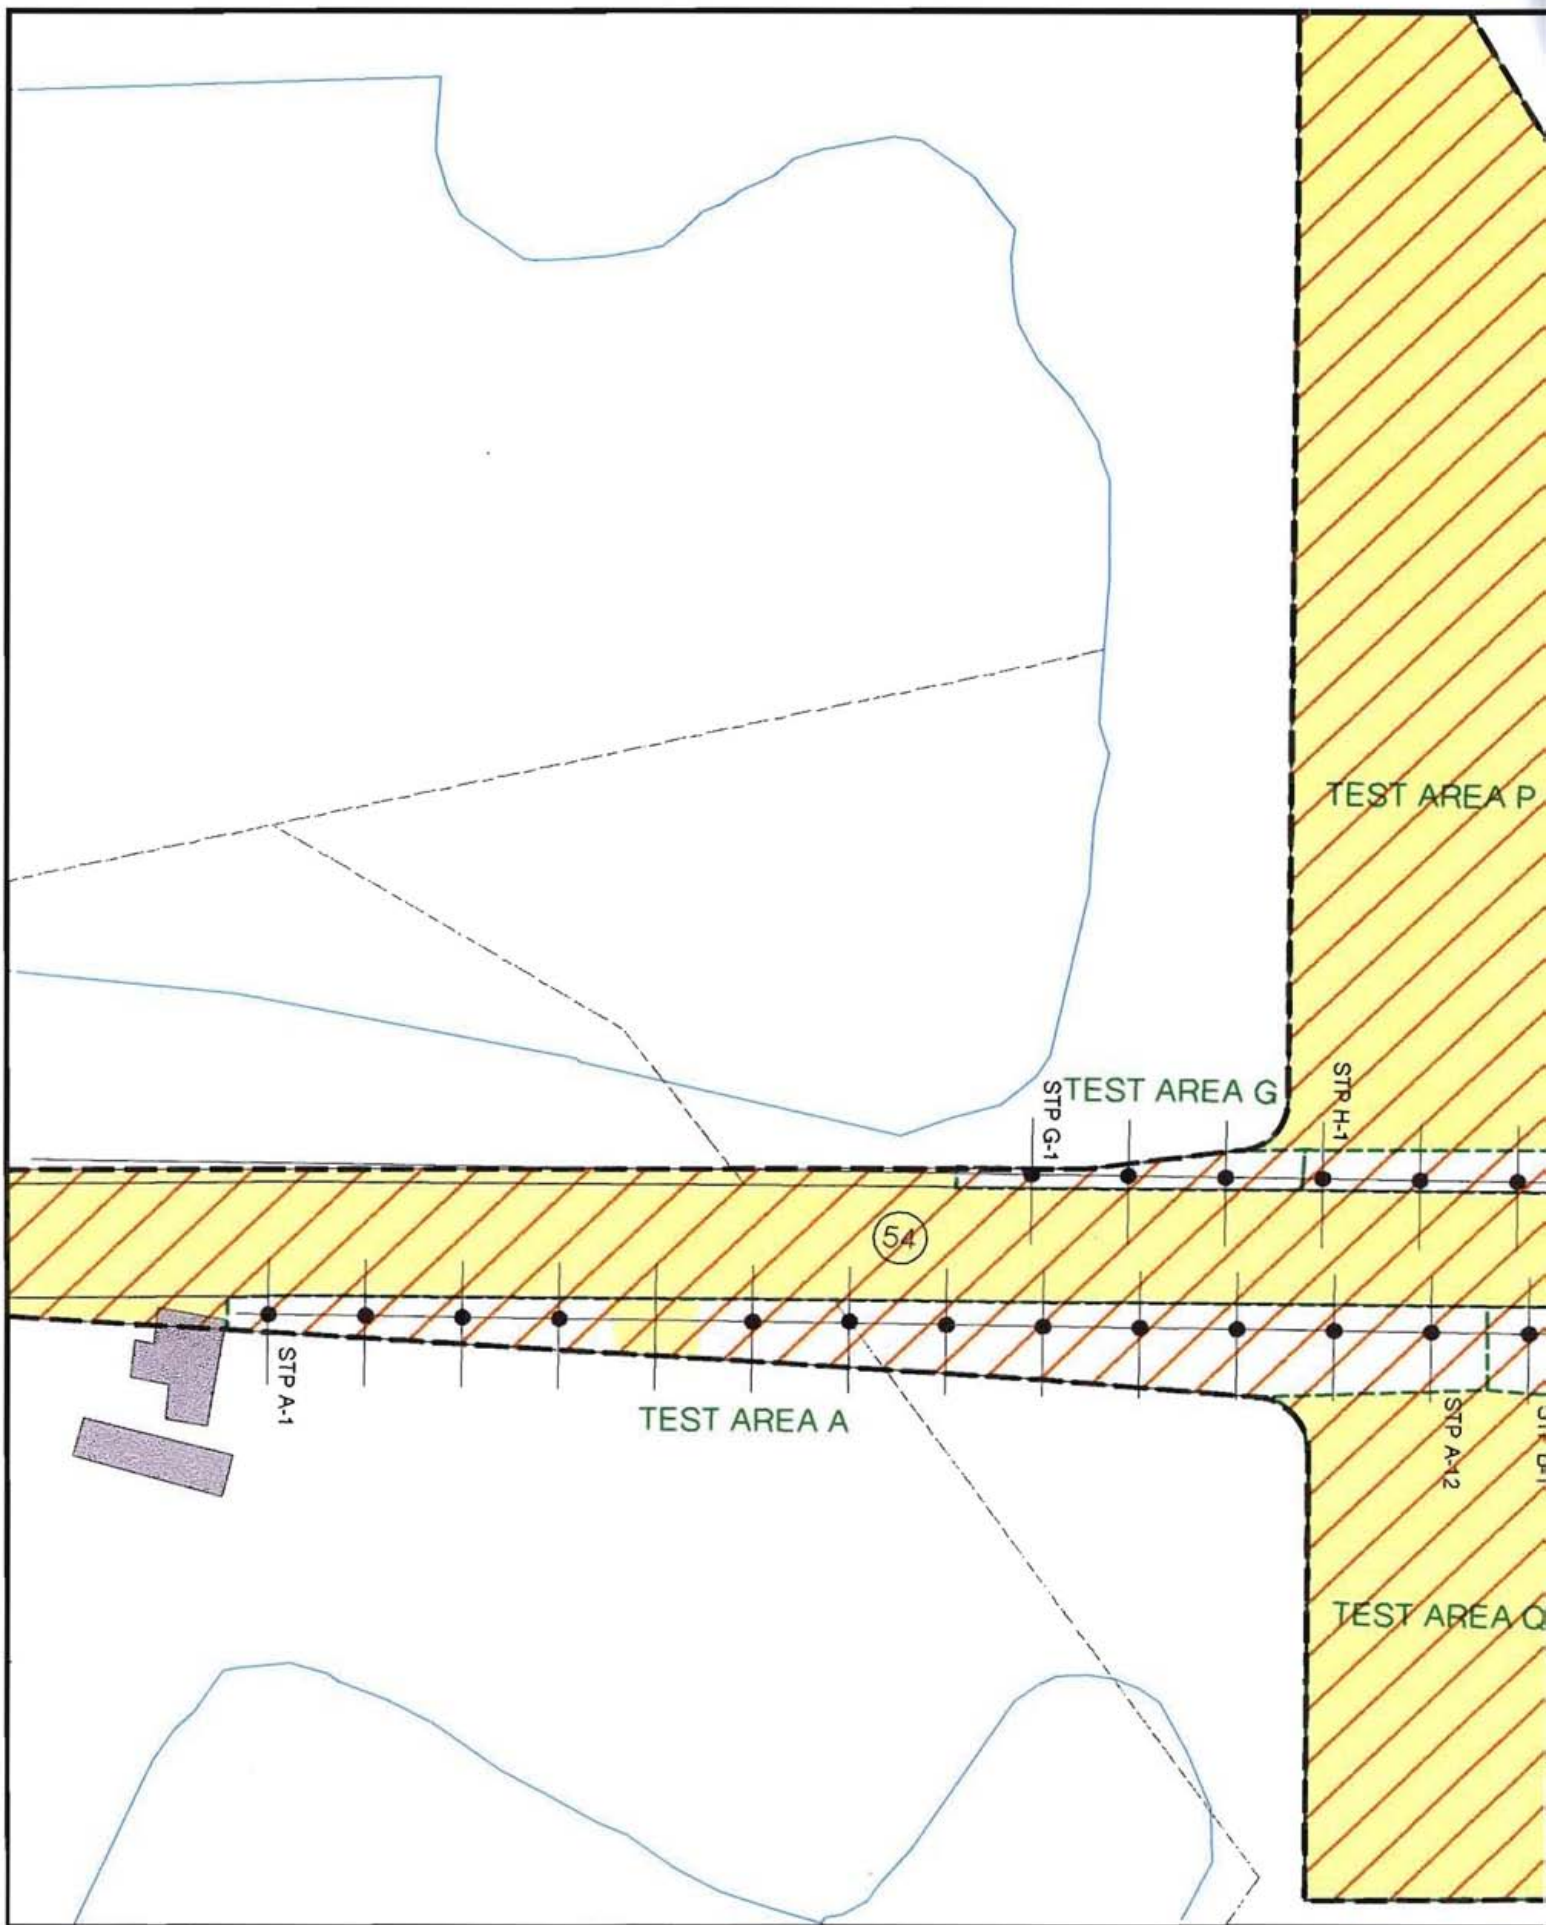 TEST AREA P
TEST AREA G
STP G-1
STP H-1
54
STP A-1
TEST AREA A
STP A-12
TEST AREA Q